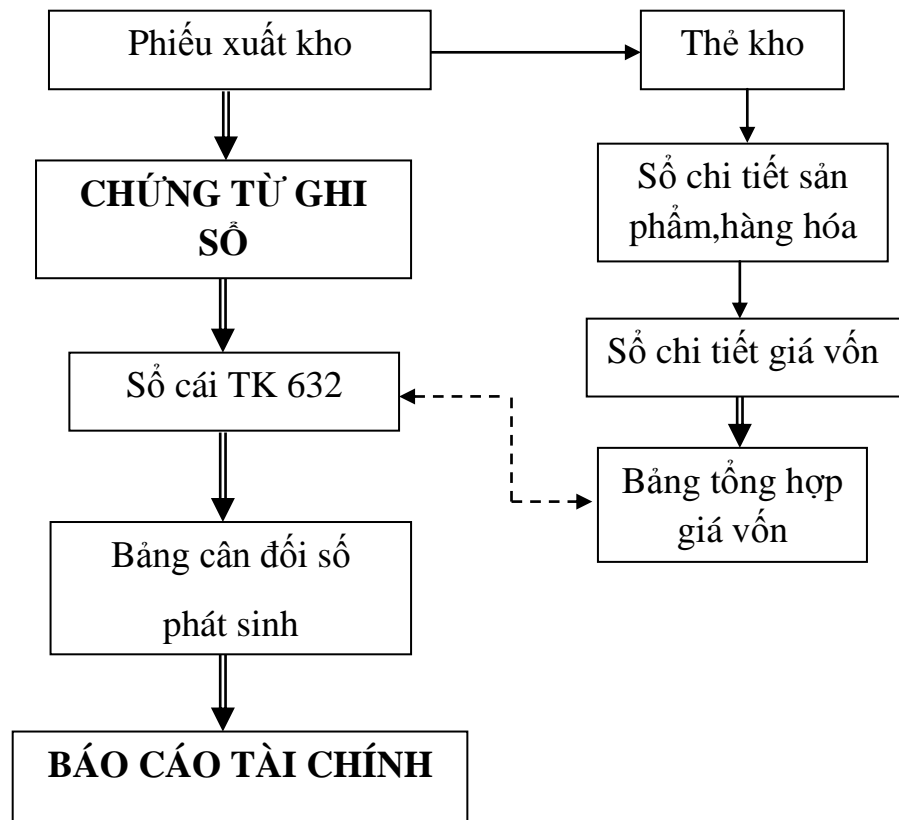 Phiếu xuất kho
Thẻ kho
CHỨNG TỪ GHI
SỔ
Sổ chi tiết sản
phẩm,hàng hóa
Sổ chi tiết giá vốn
Sổ cái TK 632
Bảng tổng hợp
giá vốn
Bảng cân đối số
phát sinh
BÁO CÁO TÀI CHÍNH